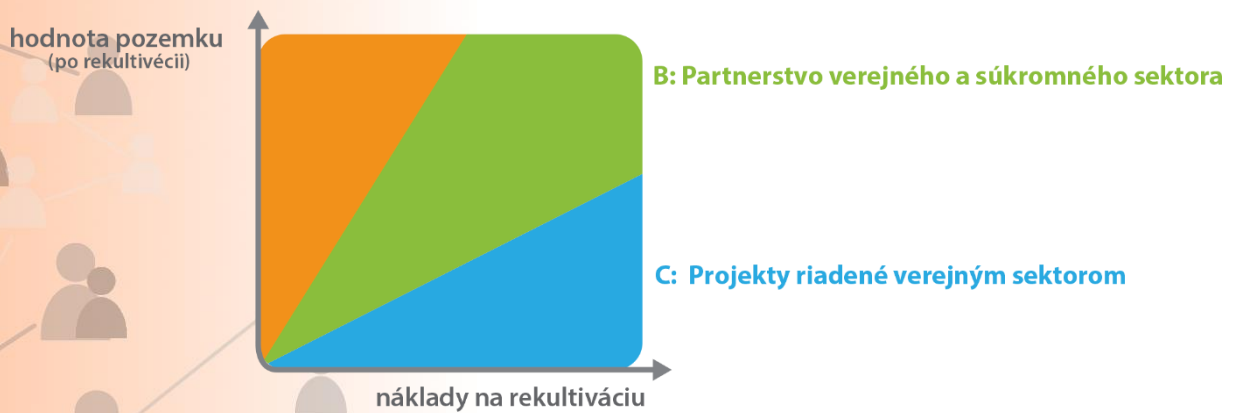 hodnota pozemku
(po rekultivécii)
B: Partnerstvo verejného a súkromného sektora
C: Projekty riadené verejným sektorom
náklady na rekultiváciu